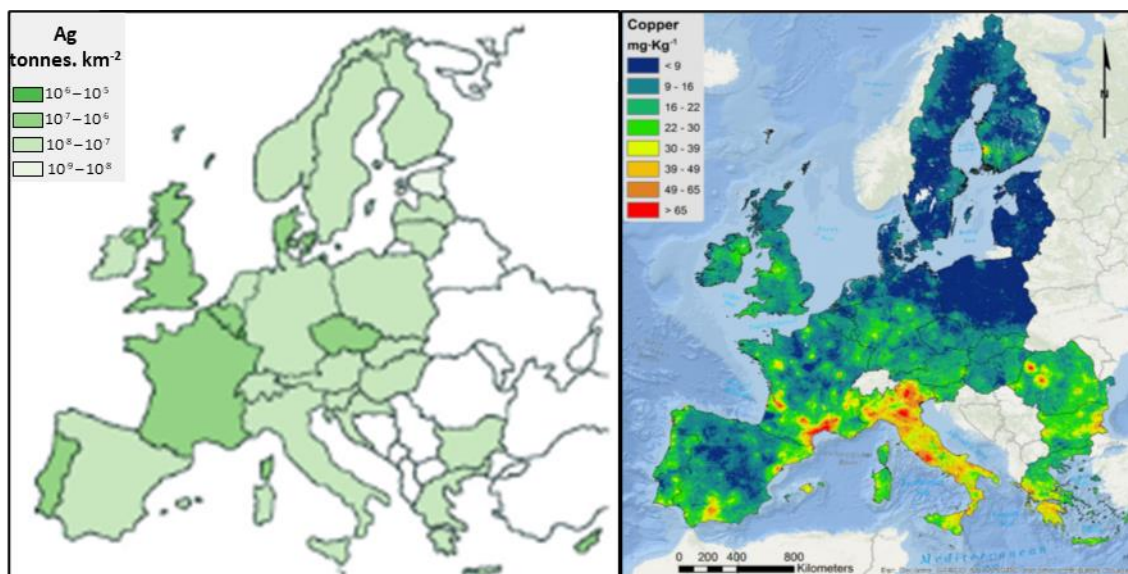 Ag
tonnes. km⁻²
10⁶–10⁵
10⁷–10⁶
10⁸–10⁷
10⁹–10⁸
Copper
mg·Kg⁻¹
< 9
9 - 16
16 - 22
22 - 30
30 - 39
39 - 49
49 - 65
> 65
N
0 200 400 800
Kilometers
Mediterranean